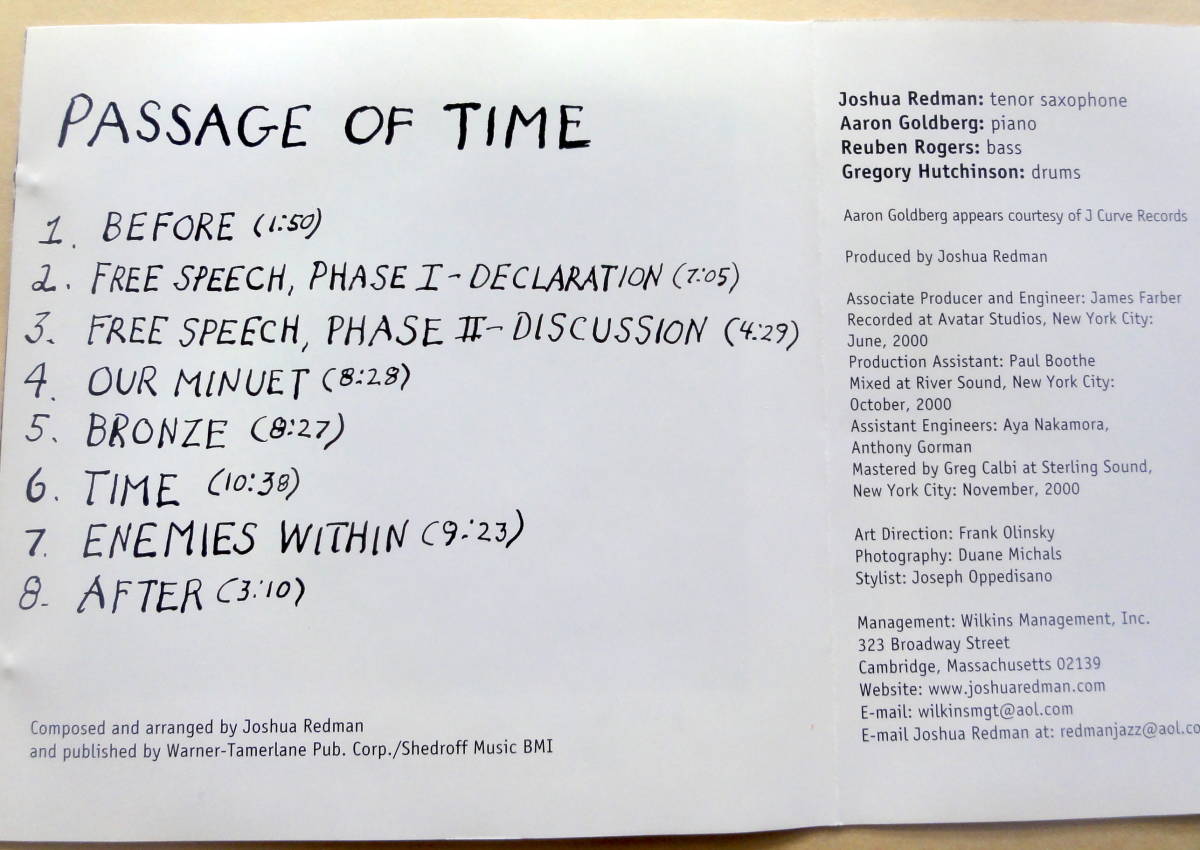 PASSAGE OF TIME
1. BEFORE (1:50)
2. FREE SPEECH, PHASE I - DECLARATION (7:05)
3. FREE SPEECH, PHASE II - DISCUSSION (4:29)
4. OUR MINUET (8:28)
5. BRONZE (8:27)
6. TIME (10:38)
7. ENEMIES WITHIN (9:23)
8. AFTER (3:10)
Composed and arranged by Joshua Redman
and published by Warner-Tamerlane Pub. Corp./Shedroff Music BMI
Joshua Redman: tenor saxophone
Aaron Goldberg: piano
Reuben Rogers: bass
Gregory Hutchinson: drums
Aaron Goldberg appears courtesy of J Curve Records
Produced by Joshua Redman
Associate Producer and Engineer: James Farber
Recorded at Avatar Studios, New York City:
June, 2000
Production Assistant: Paul Boothe
Mixed at River Sound, New York City:
October, 2000
Assistant Engineers: Aya Nakamora,
Anthony Gorman
Mastered by Greg Calbi at Sterling Sound,
New York City: November, 2000
Art Direction: Frank Olinsky
Photography: Duane Michals
Stylist: Joseph Oppedisano
Management: Wilkins Management, Inc.
323 Broadway Street
Cambridge, Massachusetts 02139
Website: www.joshuaredman.com
E-mail: wilkinsmgt@aol.com
E-mail Joshua Redman at: redmanjazz@aol.co